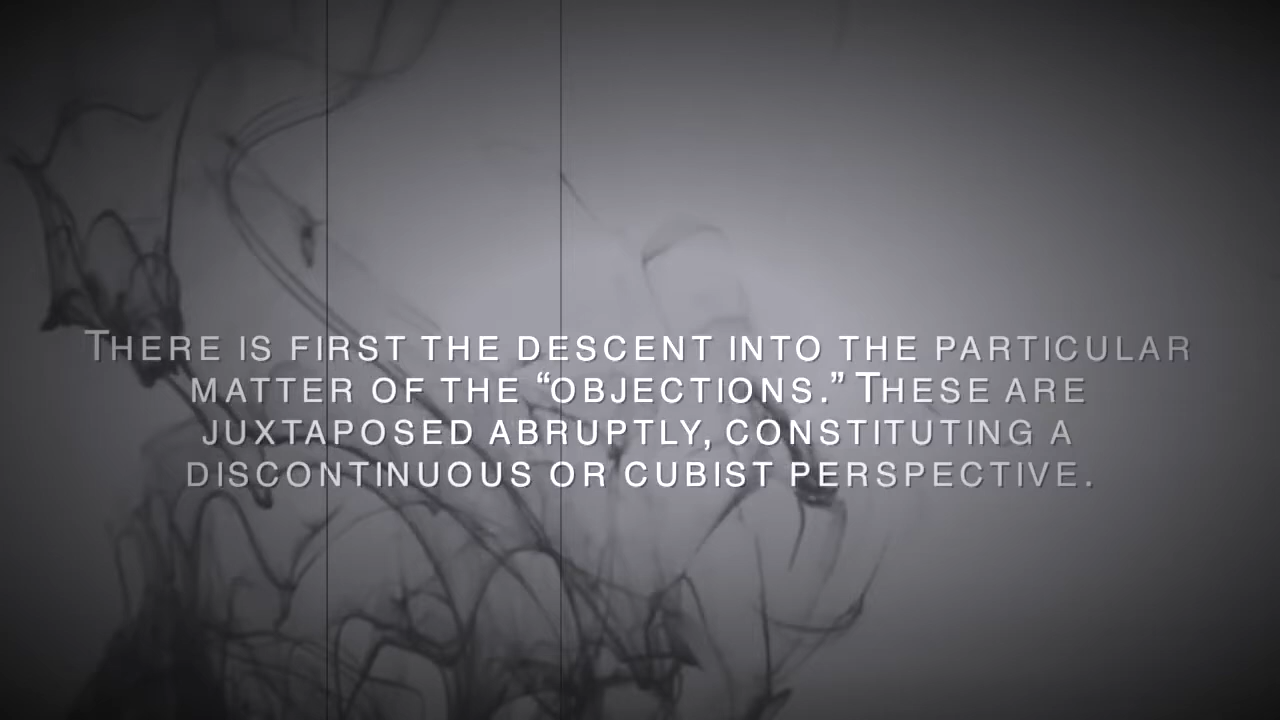 THERE IS FIRST THE DESCENT INTO THE PARTICULAR
MATTER OF THE “OBJECTIONS.” THESE ARE
JUXTAPOSED ABRUPTLY, CONSTITUTING A
DISCONTINUOUS OR CUBIST PERSPECTIVE.